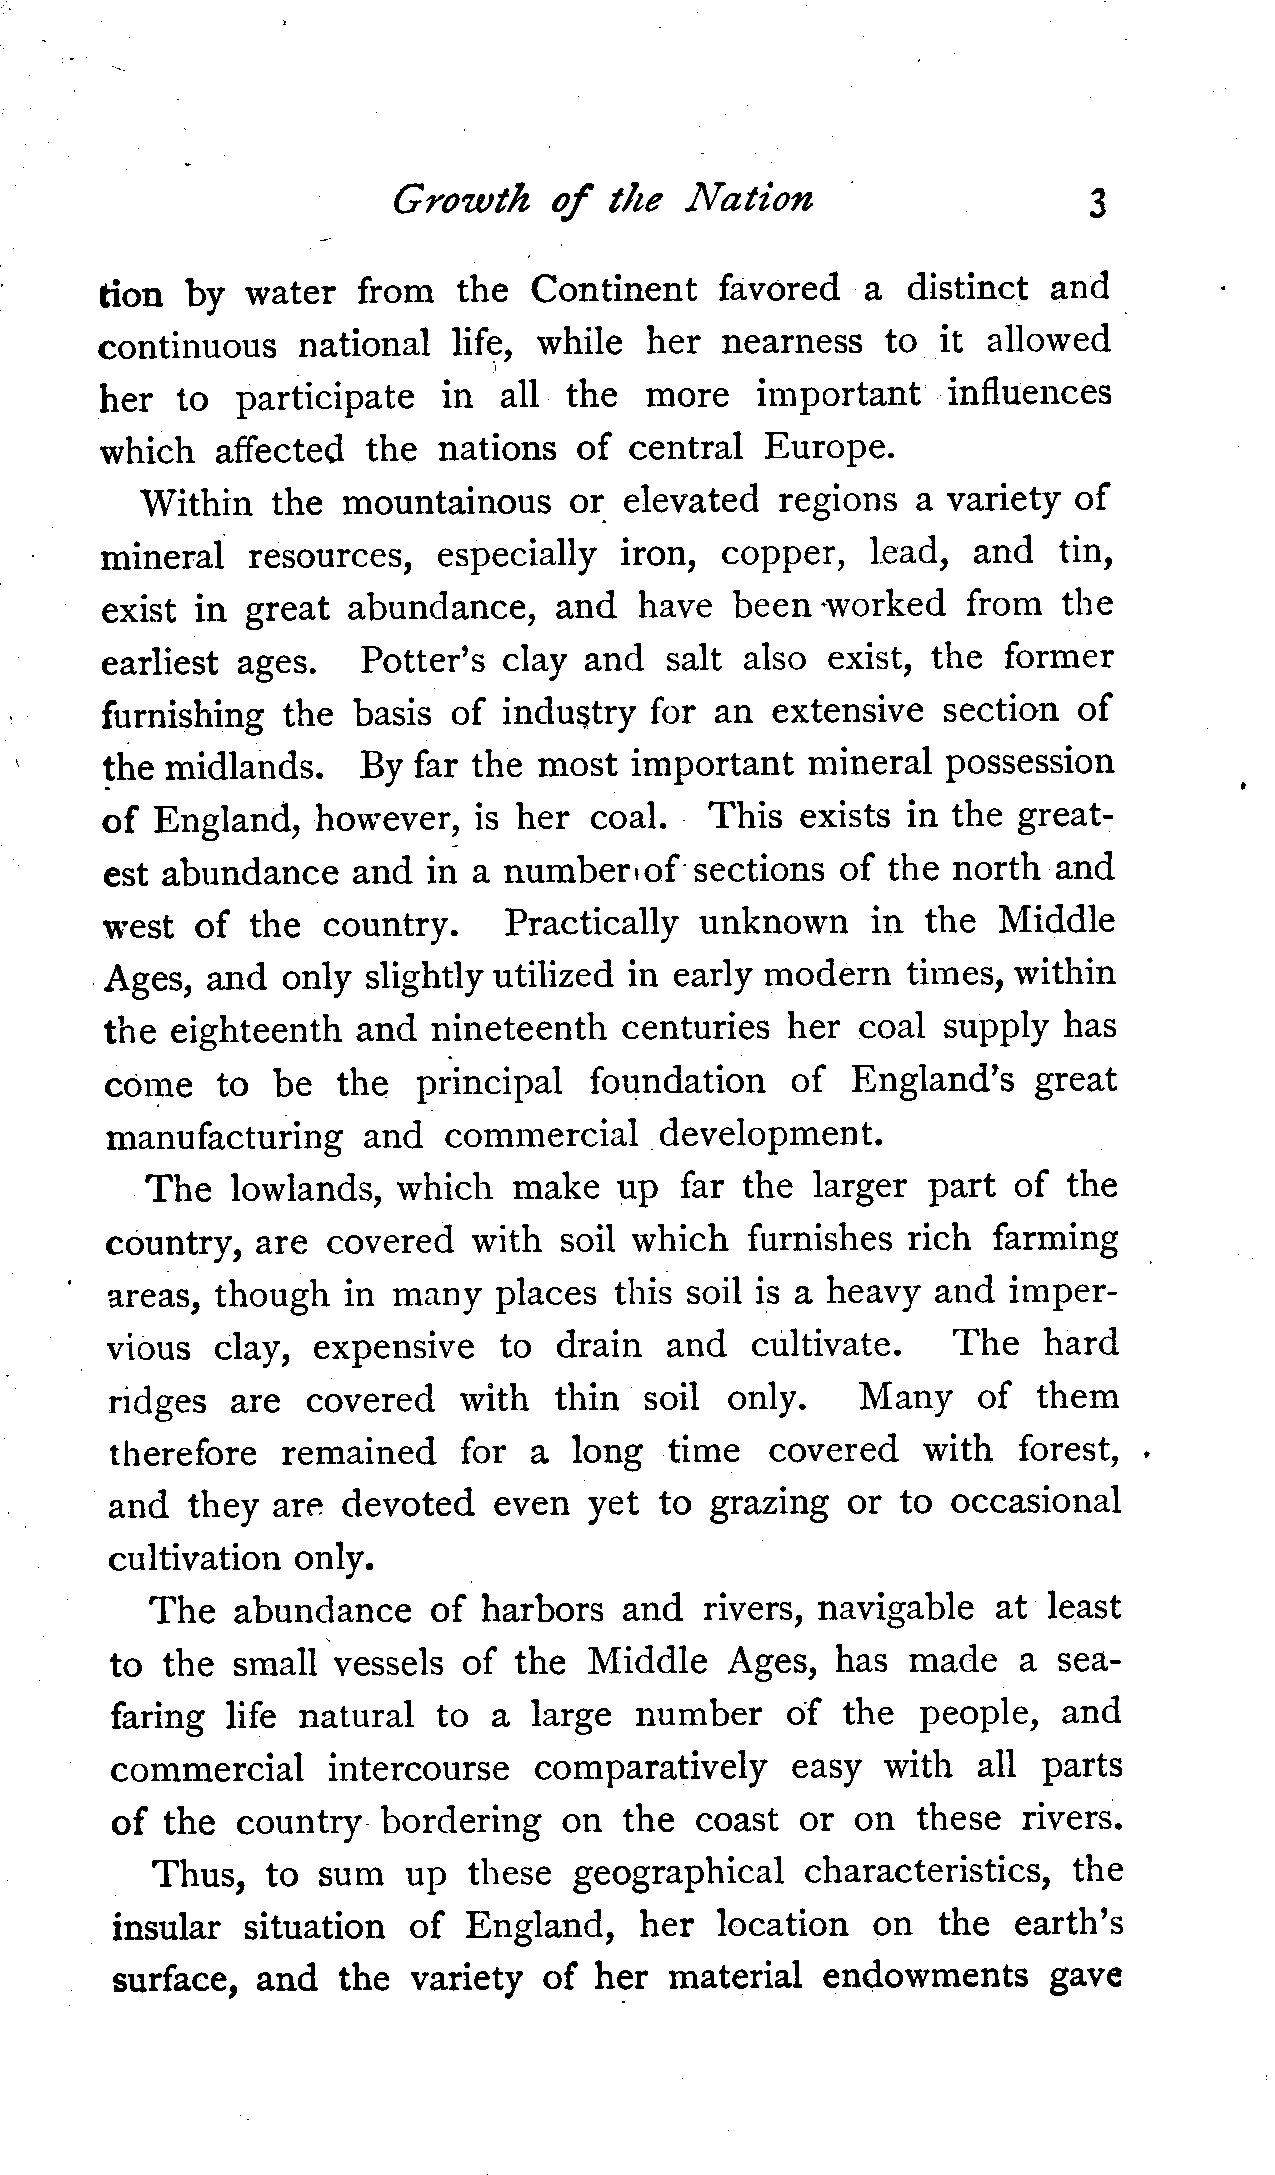 Growth of the Nation 3
tion by water from the Continent favored a distinct and
continuous national life, while her nearness to it allowed
her to participate in all the more important influences
which affected the nations of central Europe.
Within the mountainous or elevated regions a variety of
mineral resources, especially iron, copper, lead, and tin,
exist in great abundance, and have been worked from the
earliest ages. Potter's clay and salt also exist, the former
furnishing the basis of industry for an extensive section of
the midlands. By far the most important mineral possession
of England, however, is her coal. This exists in the great-
est abundance and in a number of sections of the north and
west of the country. Practically unknown in the Middle
Ages, and only slightly utilized in early modern times, within
the eighteenth and nineteenth centuries her coal supply has
come to be the principal foundation of England's great
manufacturing and commercial development.
The lowlands, which make up far the larger part of the
country, are covered with soil which furnishes rich farming
areas, though in many places this soil is a heavy and imper-
vious clay, expensive to drain and cultivate. The hard
ridges are covered with thin soil only. Many of them
therefore remained for a long time covered with forest,
and they are devoted even yet to grazing or to occasional
cultivation only.
The abundance of harbors and rivers, navigable at least
to the small vessels of the Middle Ages, has made a sea-
faring life natural to a large number of the people, and
commercial intercourse comparatively easy with all parts
of the country bordering on the coast or on these rivers.
Thus, to sum up these geographical characteristics, the
insular situation of England, her location on the earth's
surface, and the variety of her material endowments gave